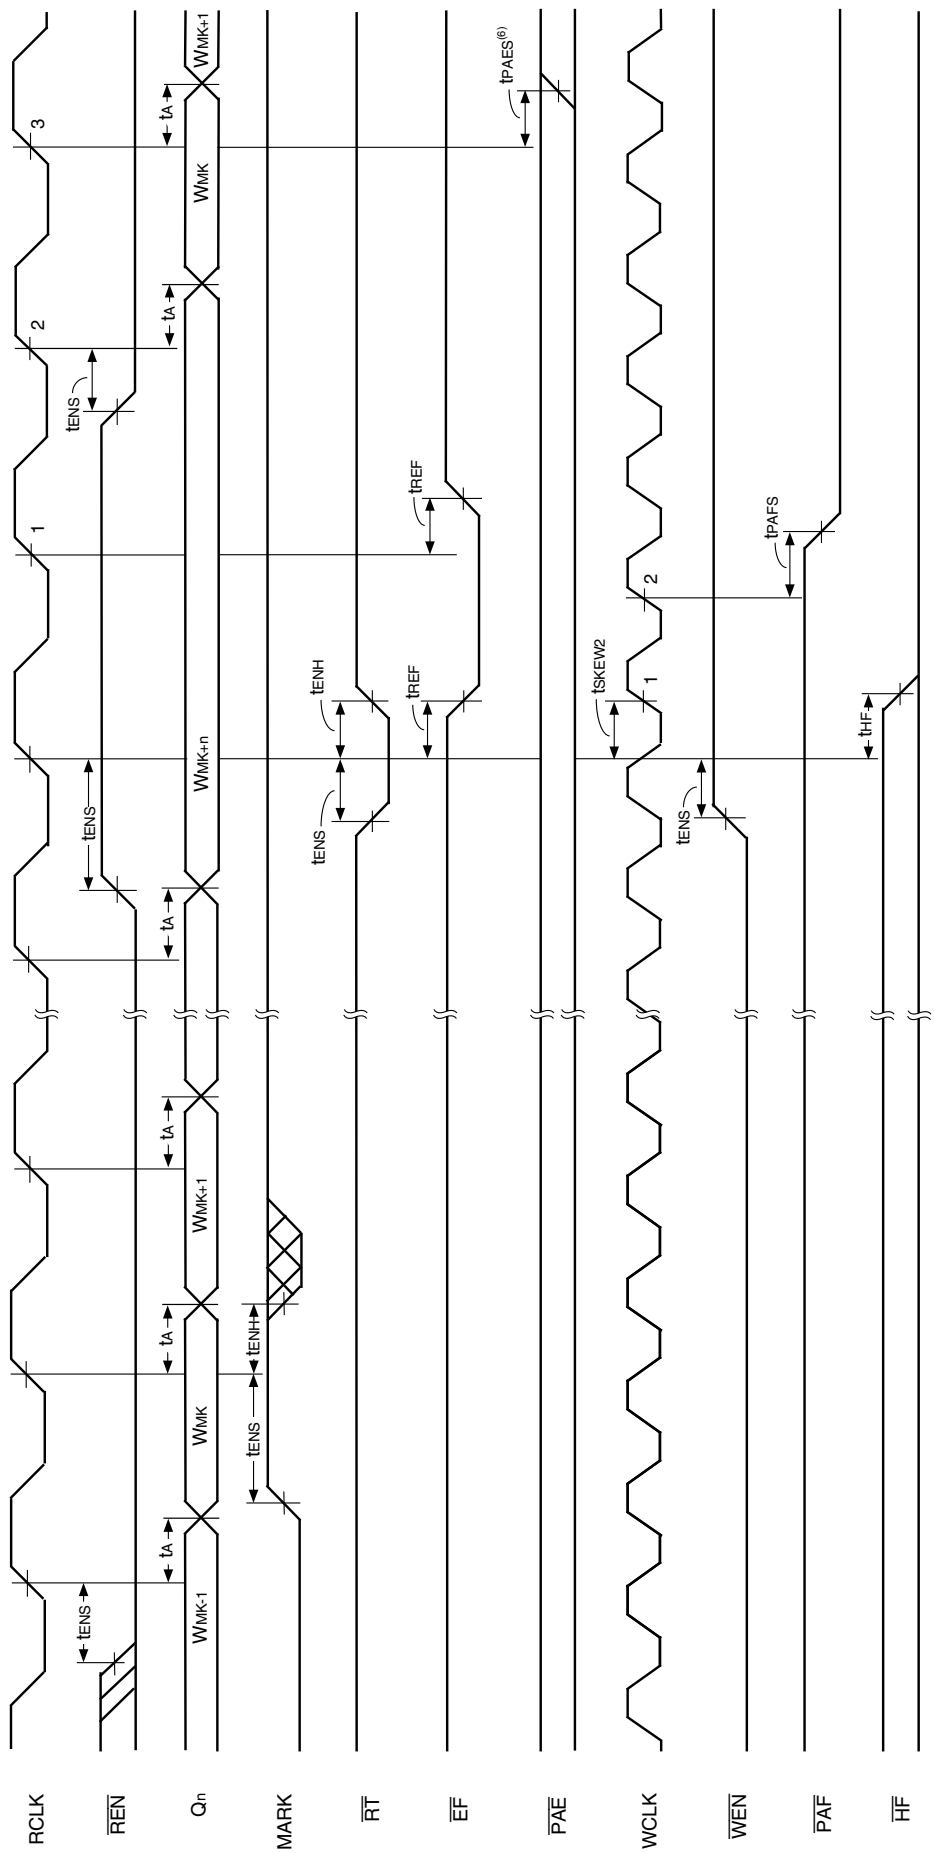 RCLK
1
2
3
REN
tENS
tENS
tENS
Qn
WMK-1
tA
WMK
tA
WMK+1
tA
tA
WMK+n
tA
WMK
tA
WMK+1
MARK
tENS
tENH
RT
tENS
tENH
EF
tREF
tREF
PAE
tPAES(6)
WCLK
tSKEW2
1
2
WEN
tENS
PAF
tPAFS
HF
tHF